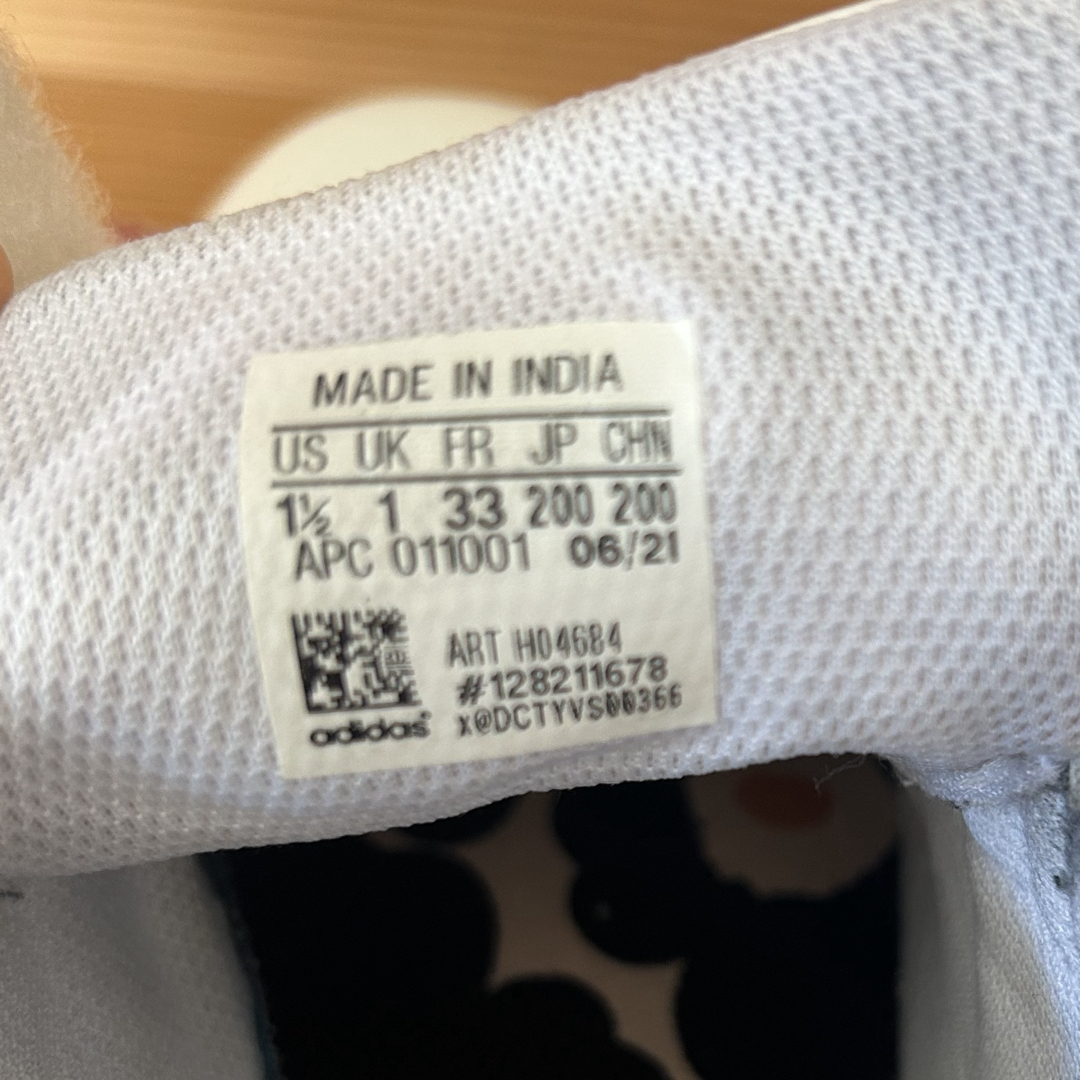 MADE IN INDIA
US UK FR JP CHN
1½ 1 33 200 200
APC 011001 06/21
ART H04684
#128211678
x@DCTYVS00366
adidas